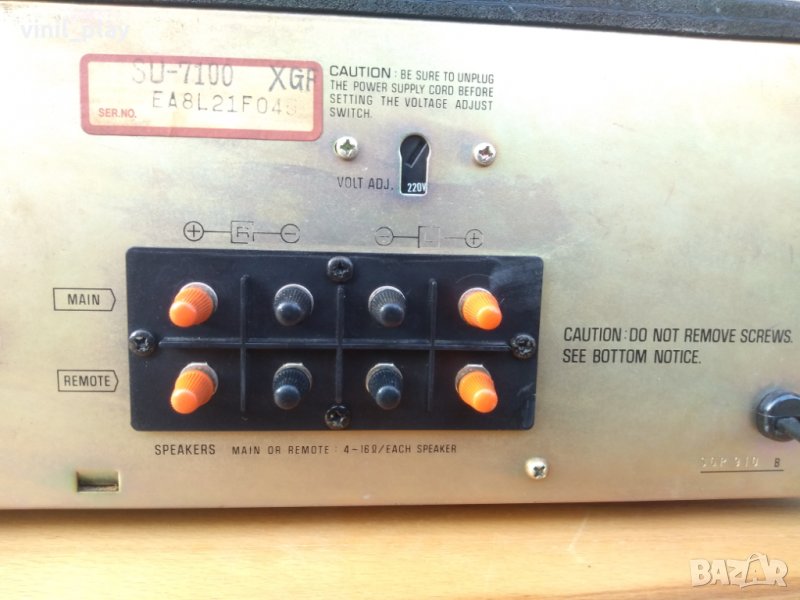 vinil_play
SU-7100 XGF
EA8L21F045
SER.NO.
CAUTION : BE SURE TO UNPLUG
THE POWER SUPPLY CORD BEFORE
SETTING THE VOLTAGE ADJUST
SWITCH.
VOLT ADJ.
220V
+ R - - L +
MAIN
REMOTE
CAUTION : DO NOT REMOVE SCREWS.
SEE BOTTOM NOTICE.
SPEAKERS MAIN OR REMOTE : 4-16Ω/EACH SPEAKER
B
BAZAR